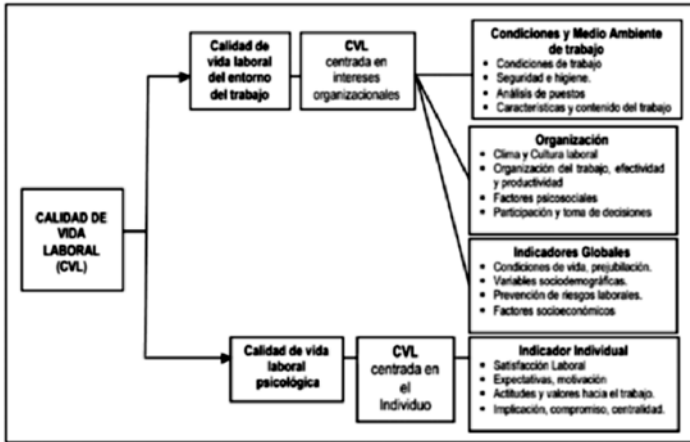 CALIDAD DE
VIDA
LABORAL
(CVL)
Calidad de
vida laboral
del entorno
del trabajo
CVL
centrada en
intereses
organizacionales
Condiciones y Medio Ambiente
de trabajo
• Condiciones de trabajo
• Seguridad e higiene.
• Análisis de puestos
• Características y contenido del trabajo
Organización
• Clima y Cultura laboral
• Organización del trabajo, efectividad
y productividad
• Factores psicosociales
• Participación y toma de decisiones
Indicadores Globales
• Condiciones de vida, prejubilación.
• Variables sociodemográficas.
• Prevención de riesgos laborales.
• Factores socioeconómicos
Calidad de vida
laboral
psicológica
CVL
centrada en
el
Individuo
Indicador Individual
• Satisfacción Laboral
• Expectativas, motivación
• Actitudes y valores hacia el trabajo.
• Implicación, compromiso, centralidad.